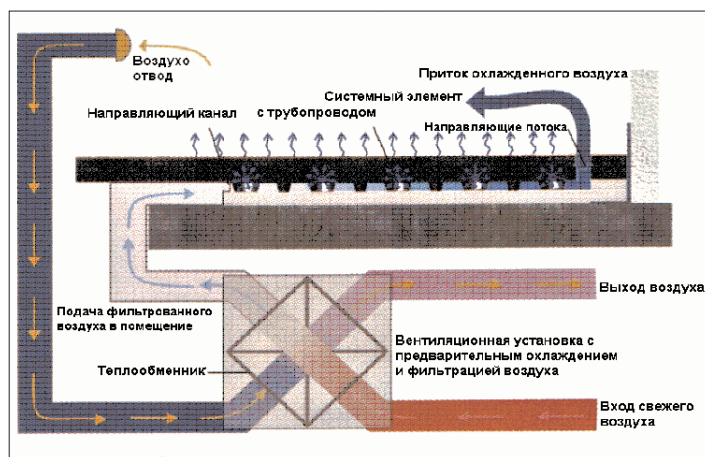 Воздухо
отвод
Приток охлажденного воздуха
Системный элемент
с трубопроводом
Направляющий канал
Направляющие потока
Выход воздуха
Подача фильтрованного
воздуха в помещение
Теплообменник
Вентиляционная установка с
предварительным охлаждением
и фильтрацией воздуха
Вход свежего
воздуха